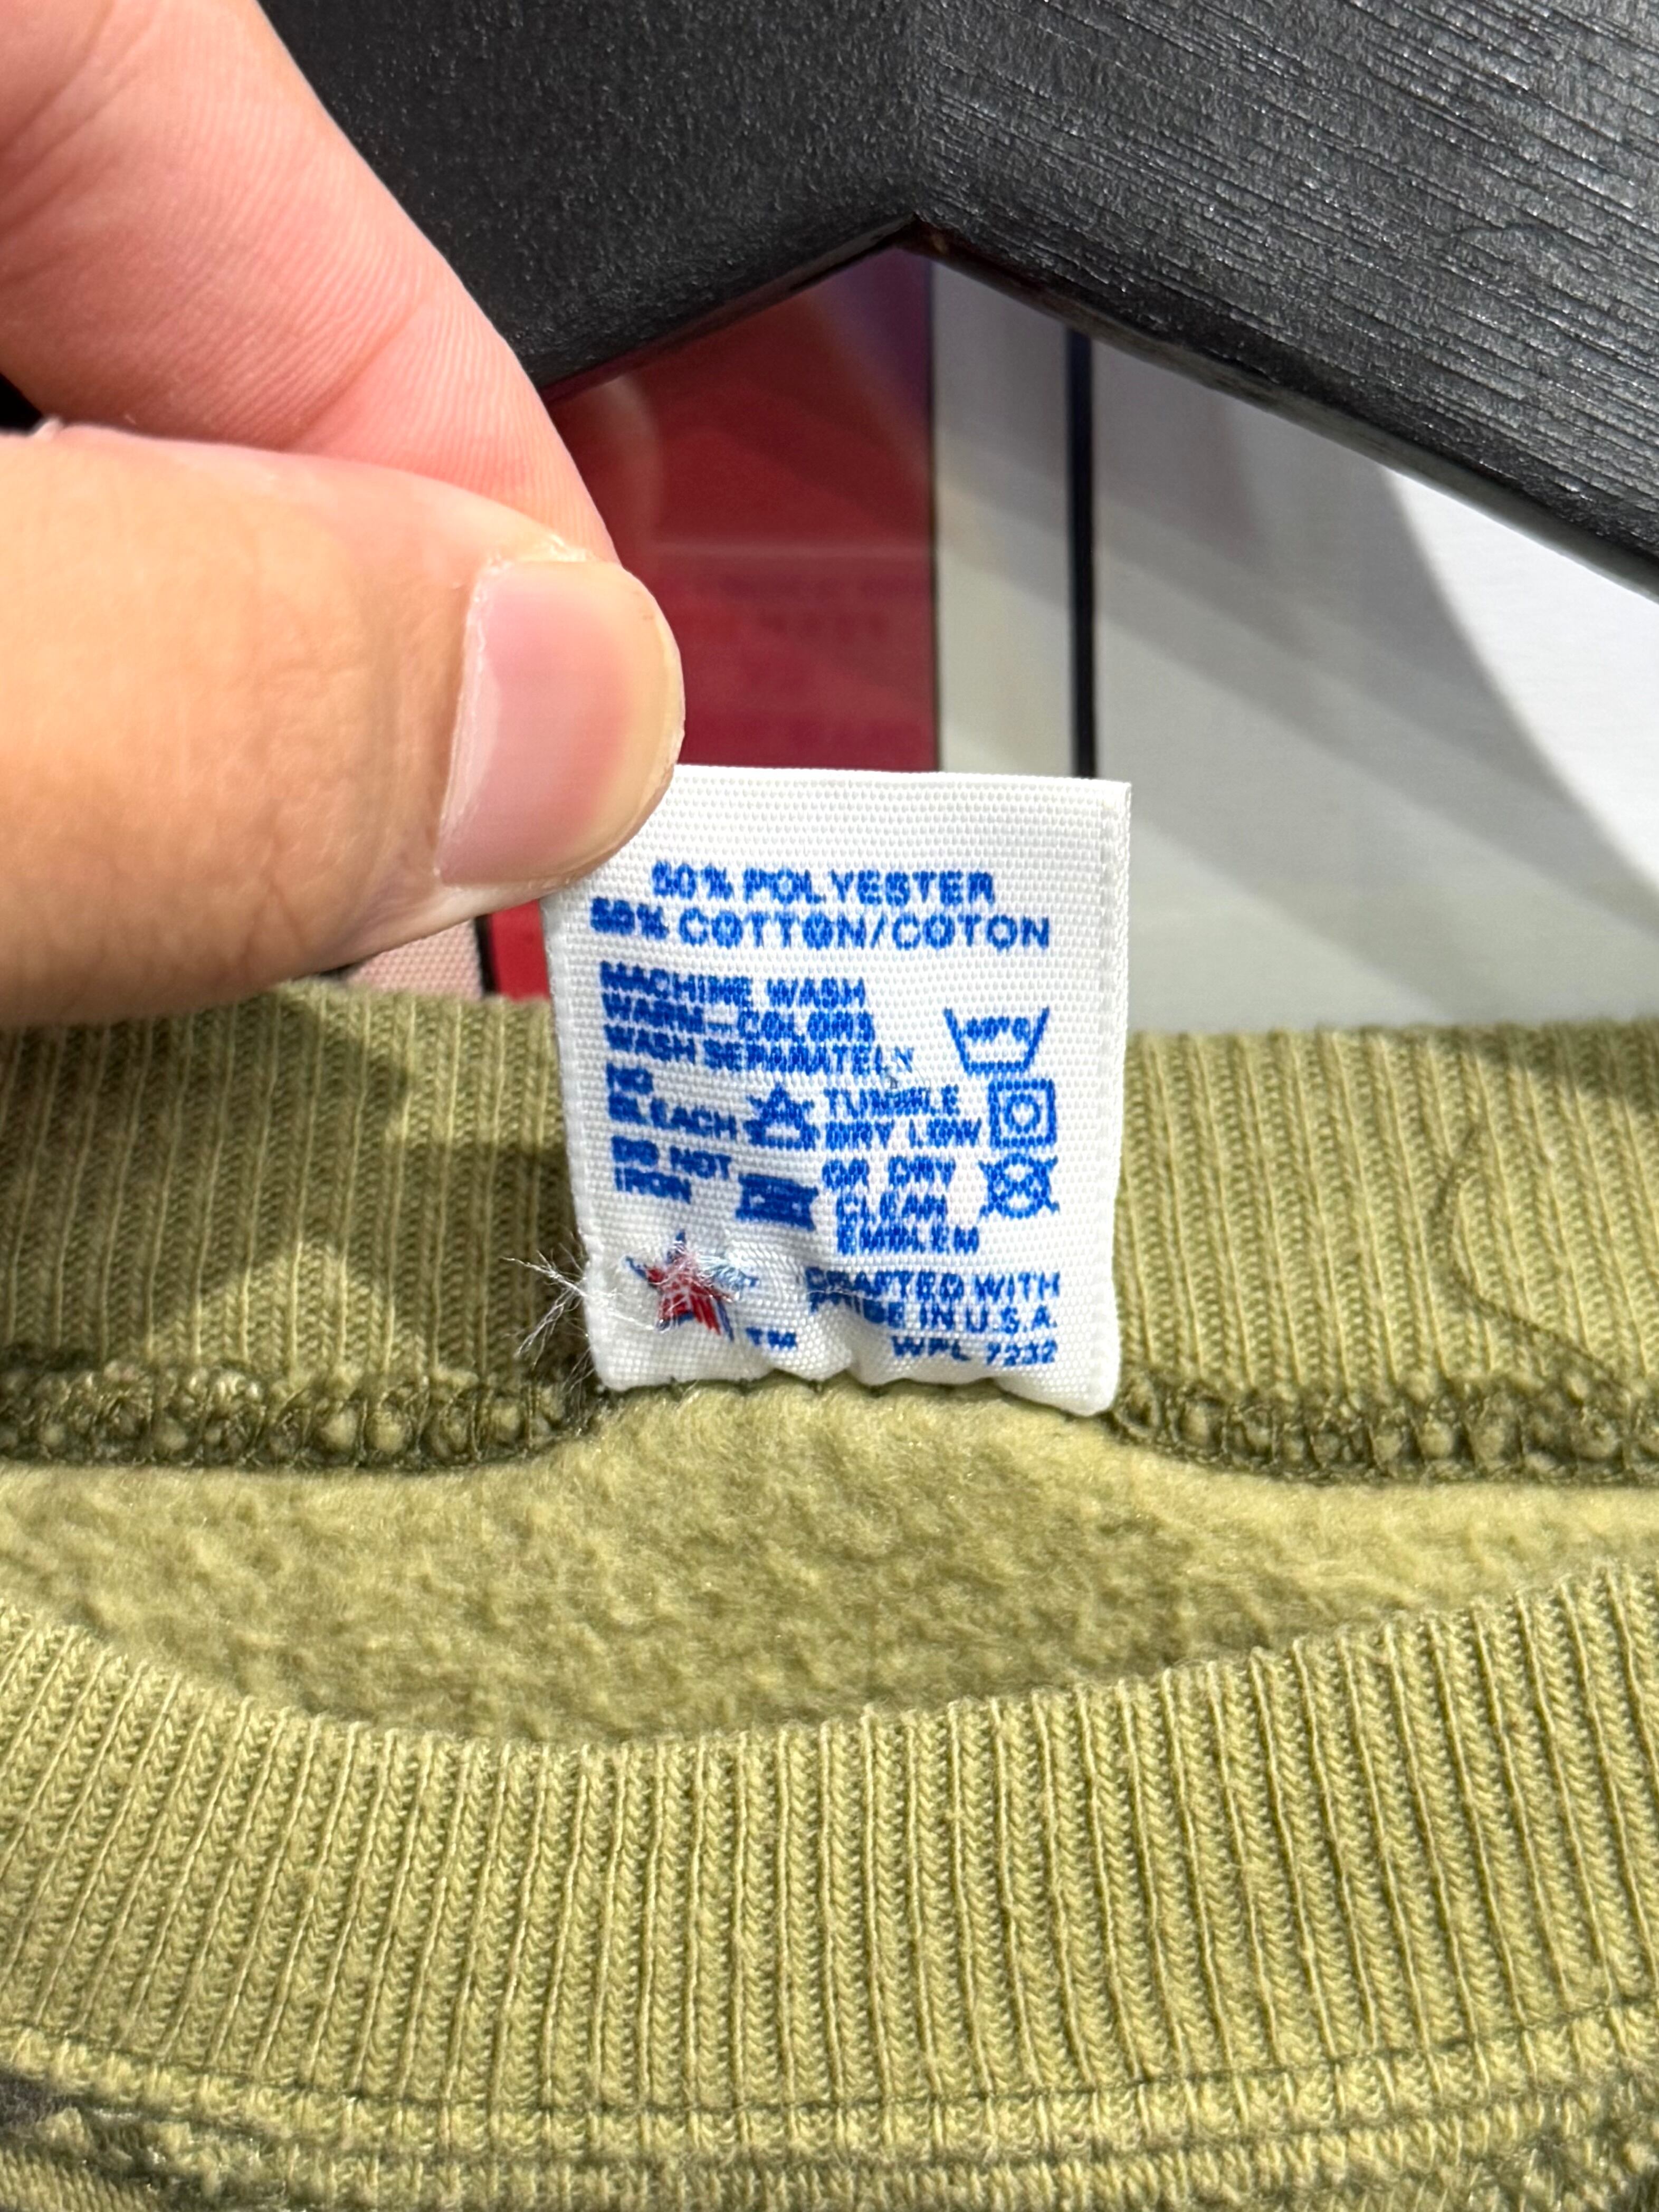 50% POLYESTER
50% COTTON/COTON
MACHINE WASH
WARM—COLORS
WASH SEPARATELY
40°C
NO
BLEACH
TUMBLE
DRY LOW
DO NOT
IRON
OR DRY
CLEAN
EMBLEM
CRAFTED WITH
PRIDE IN U.S.A.
WPL 7232
TM